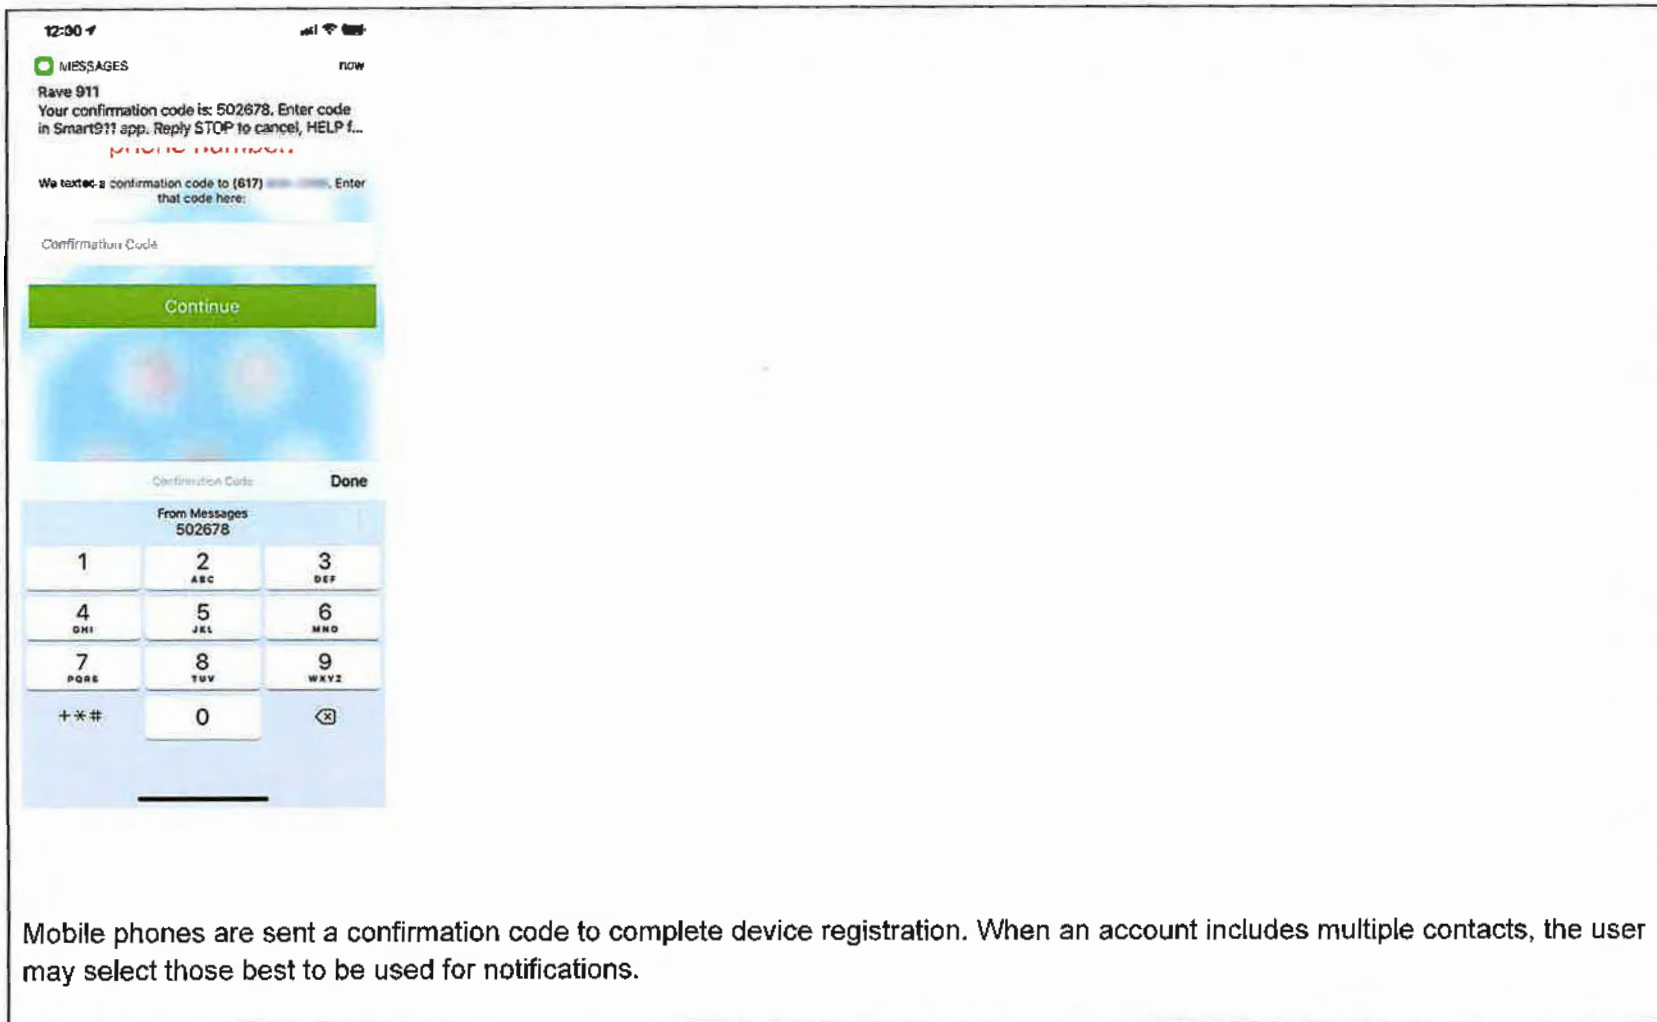 12:00
MESSAGES now
Rave 911
Your confirmation code is: 502678. Enter code
in Smart911 app. Reply STOP to cancel, HELP f...
phone number.
We texted a confirmation code to (617) . Enter
that code here:
Confirmation Code
Continue
Confirmation Code Done
From Messages
502678
1 2 3
ABC DEF
4 5 6
GHI JKL MNO
7 8 9
PQRS TUV WXYZ
+*# 0
Mobile phones are sent a confirmation code to complete device registration. When an account includes multiple contacts, the user
may select those best to be used for notifications.